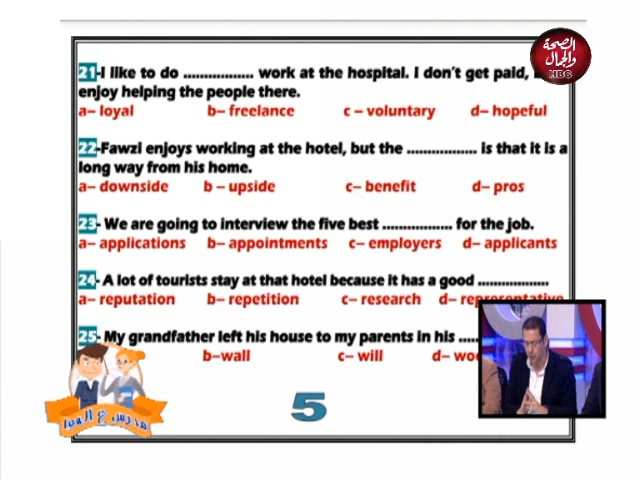 الصحة
والجمال
HBC
21-I like to do .................. work at the hospital. I don't get paid,
enjoy helping the people there.
a– loyal b– freelance c – voluntary d– hopeful
22-Fawzi enjoys working at the hotel, but the .................. is that it is a
long way from his home.
a– downside b – upside c– benefit d– pros
23- We are going to interview the five best .................. for the job.
a– applications b– appointments c– employers d– applicants
24- A lot of tourists stay at that hotel because it has a good ..................
a– reputation b– repetition c– research d– representative
25- My grandfather left his house to my parents in his .....
b–wall c– will d–
مدرس ع الهوا
5